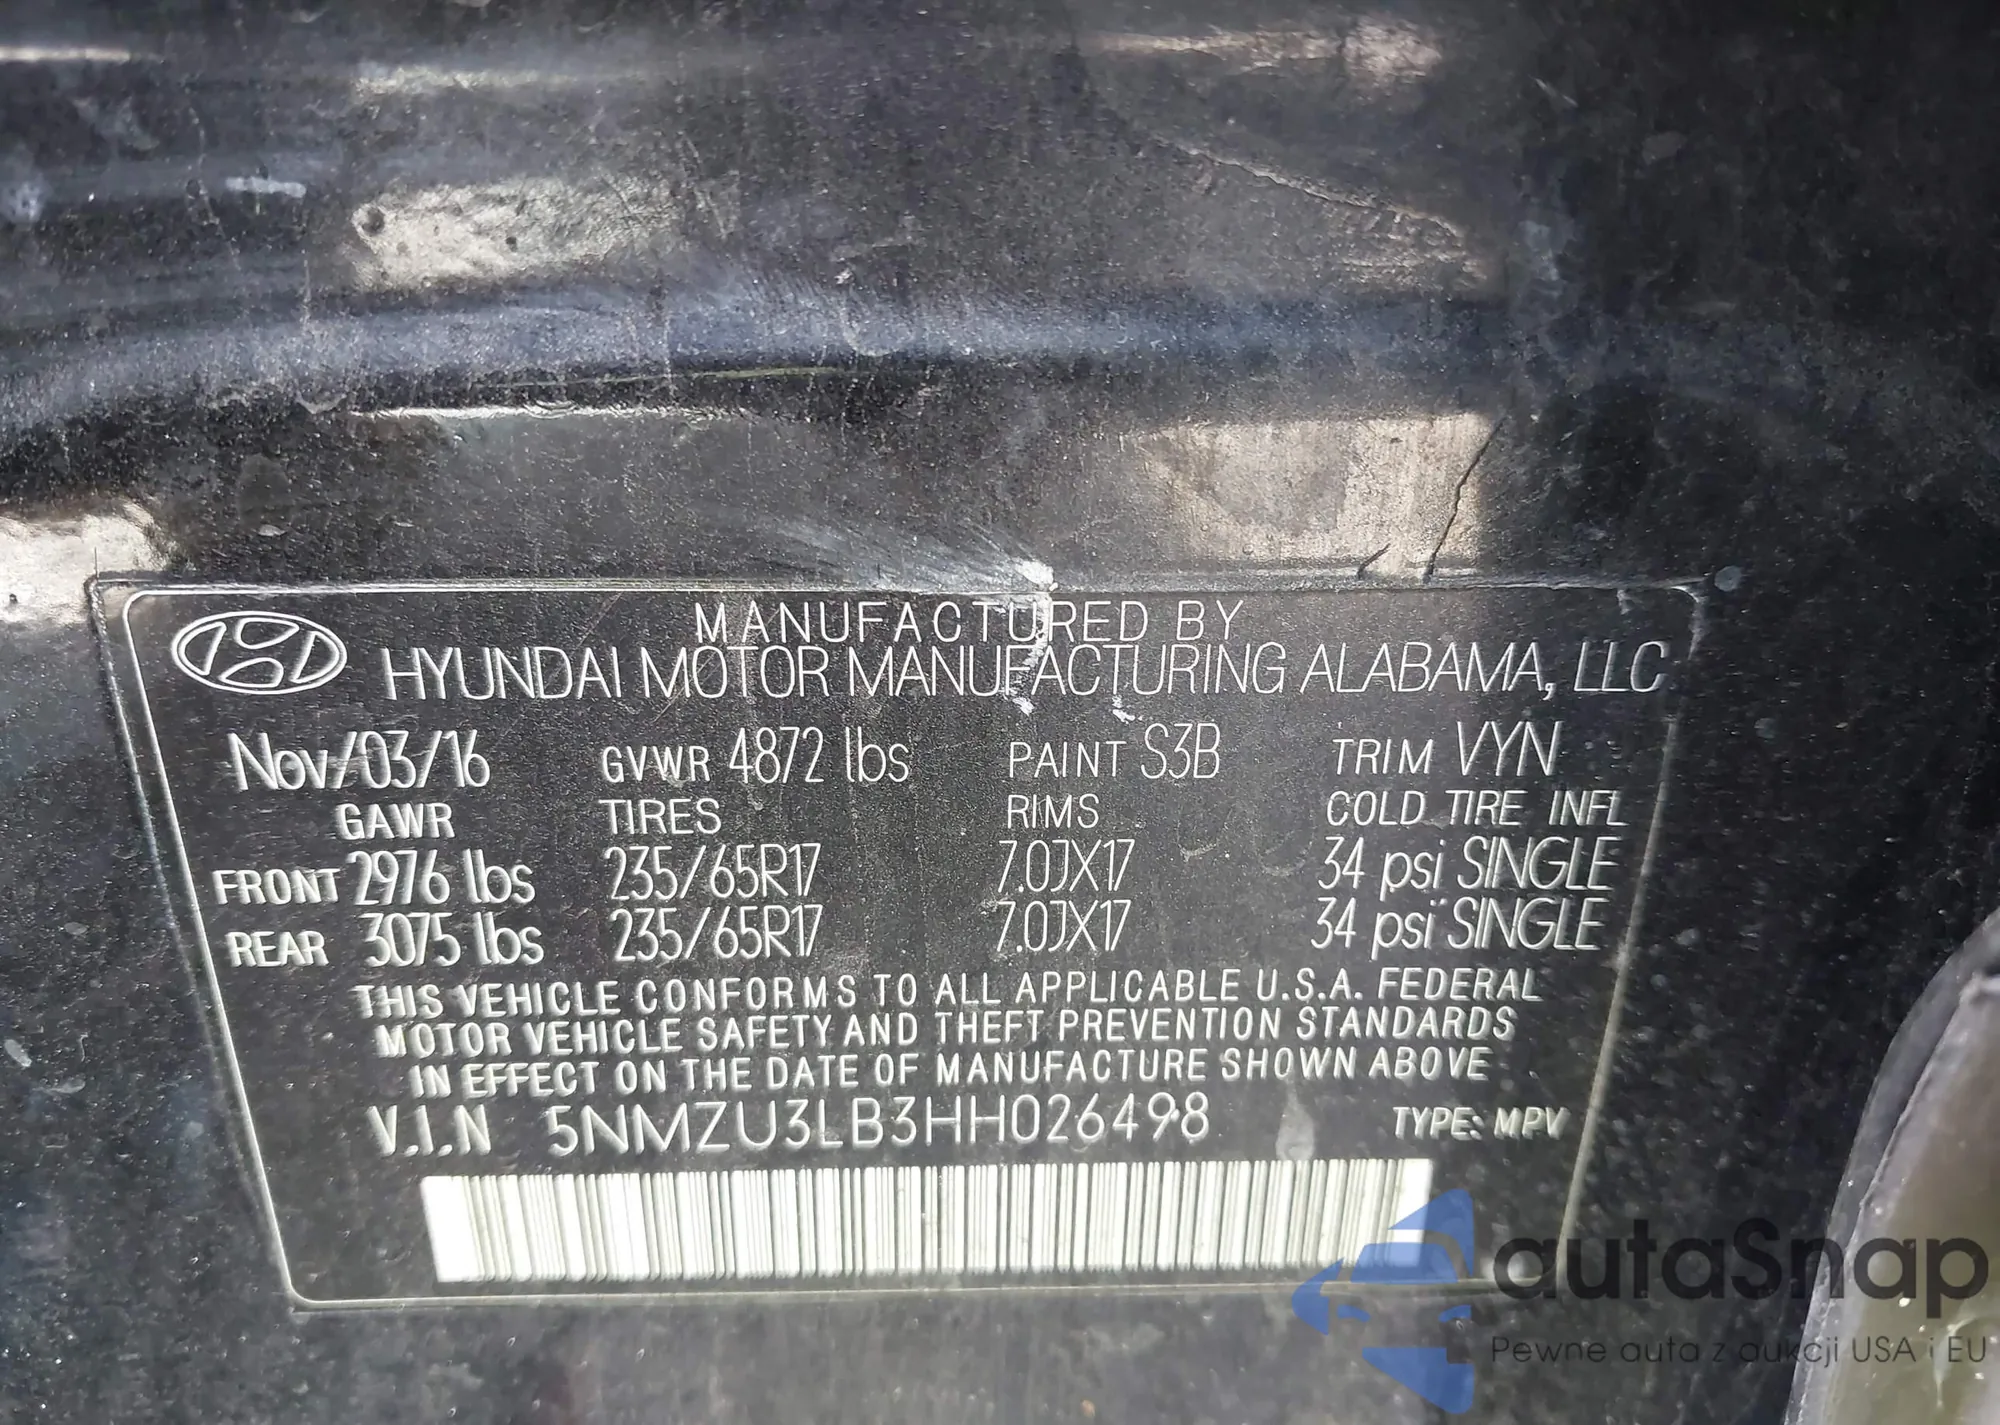 MANUFACTURED BY
HYUNDAI MOTOR MANUFACTURING ALABAMA, LLC
Nov/03/16 GVWR 4872 lbs PAINT S3B TRIM VYN
GAWR TIRES RIMS COLD TIRE INFL
FRONT 2976 lbs 235/65R17 7.0JX17 34 psi SINGLE
REAR 3075 lbs 235/65R17 7.0JX17 34 psi SINGLE
THIS VEHICLE CONFORMS TO ALL APPLICABLE U.S.A. FEDERAL
MOTOR VEHICLE SAFETY AND THEFT PREVENTION STANDARDS
IN EFFECT ON THE DATE OF MANUFACTURE SHOWN ABOVE
V.I.N 5NMZU3LB3HH026498 TYPE: MPV
autaSnap
Pewne auta z aukcji USA i EU